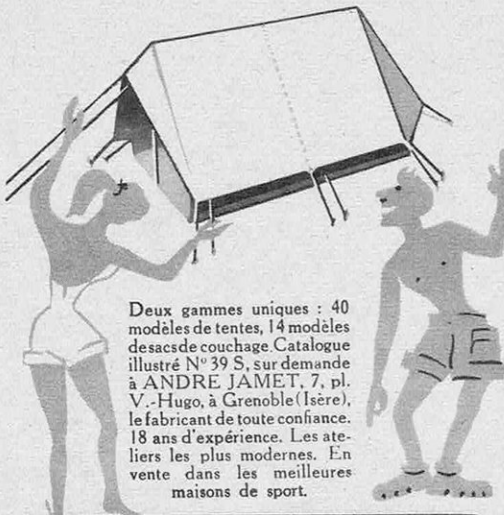 Deux gammes uniques : 40
modèles de tentes, 14 modèles
desacsde couchage. Catalogue
illustré N° 39 S, sur demande
à ANDRE JAMET, 7, pl.
V.-Hugo, à Grenoble (Isère),
le fabricant de toute confiance.
18 ans d'expérience. Les ate-
liers les plus modernes. En
vente dans les meilleures
maisons de sport.